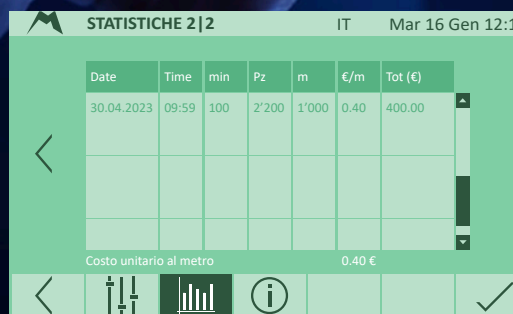 STATISTICHE 2|2 IT Mar 16 Gen 12:1
Date Time min Pz m €/m Tot (€)
30.04.2023 09:59 100 2'200 1'000 0.40 400.00
Costo unitario al metro 0.40 €